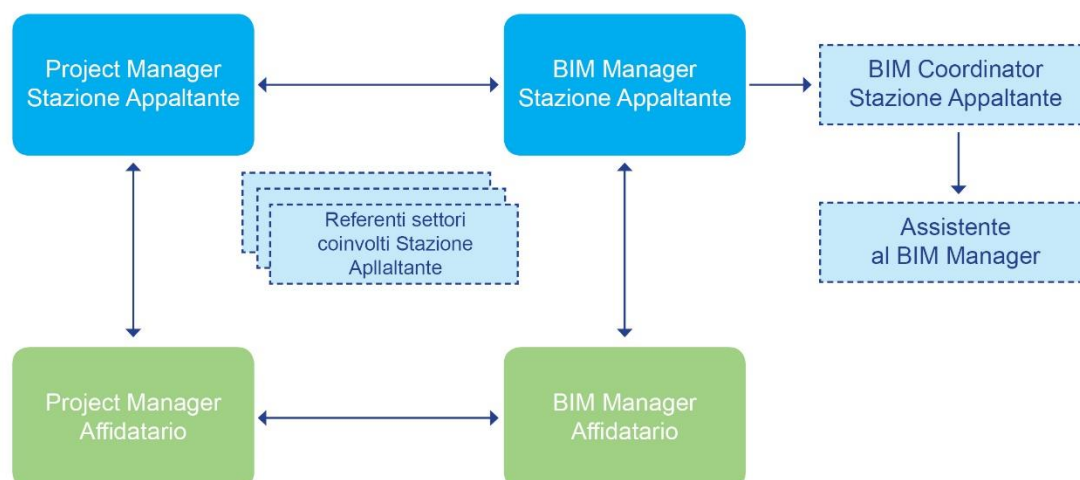 Project Manager
Stazione Appaltante
BIM Manager
Stazione Appaltante
BIM Coordinator
Stazione Appaltante
Referenti settori
coinvolti Stazione
Apllaltante
Assistente
al BIM Manager
Project Manager
Affidatario
BIM Manager
Affidatario